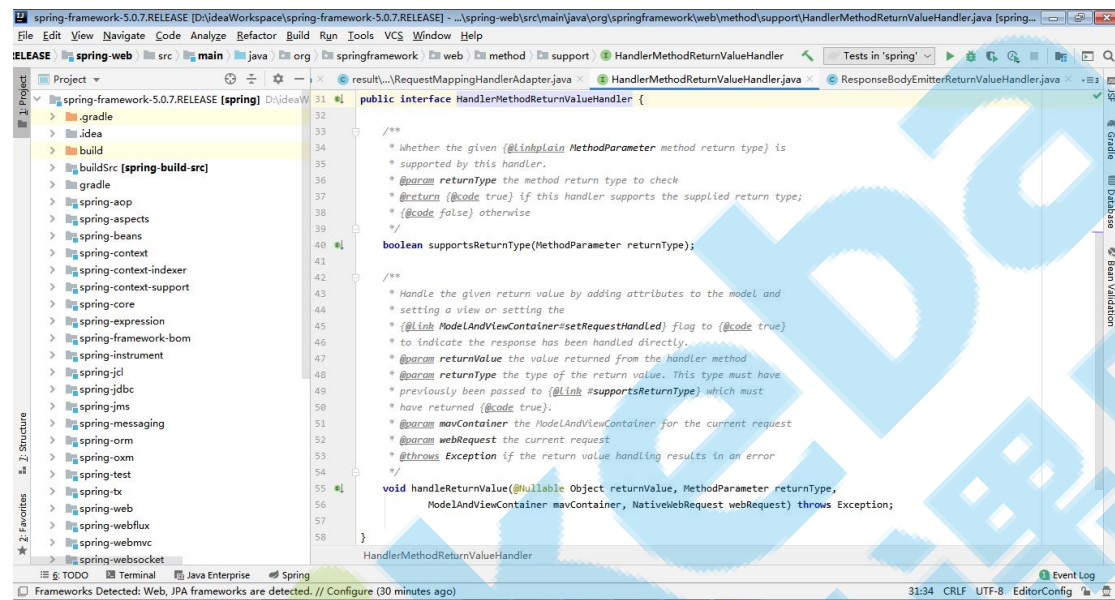 spring-framework-5.0.7.RELEASE [D:\ideaWorkspace\spring-framework-5.0.7.RELEASE] - ...\spring-web\src\main\java\org\springframework\web\method\support\HandlerMethodReturnValueHandler.java [spring...
File Edit View Navigate Code Analyze Refactor Build Run Tools VCS Window Web Help
ELEASE spring-web src main java org springframework web method support HandlerMethodReturnValueHandler Tests in 'spring'
Project
result\...\RequestMappingHandlerAdapter.java HandlerMethodReturnValueHandler.java ResponseBodyEmitterReturnValueHandler.java
1: Project
spring-framework-5.0.7.RELEASE [spring] D:\ideaW
.gradle
.idea
build
buildSrc [spring-build-src]
gradle
spring-aop
spring-aspects
spring-beans
spring-context
spring-context-indexer
spring-context-support
spring-core
spring-expression
spring-framework-bom
spring-instrument
spring-jcl
spring-jdbc
spring-jms
spring-messaging
spring-orm
spring-oxm
spring-test
spring-tx
spring-web
spring-webflux
spring-webmvc
spring-websocket
Z: Structure
2: Favorites
31 public interface HandlerMethodReturnValueHandler {
32
33 /**
34 * Whether the given {@linkplain MethodParameter method return type} is
35 * supported by this handler.
36 * @param returnType the method return type to check
37 * @return {@code true} if this handler supports the supplied return type;
38 * {@code false} otherwise
39 */
40 boolean supportsReturnType(MethodParameter returnType);
41
42 /**
43 * Handle the given return value by adding attributes to the model and
44 * setting a view or setting the
45 * {@link ModelAndViewContainer#setRequestHandled} flag to {@code true}
46 * to indicate the response has been handled directly.
47 * @param returnValue the value returned from the handler method
48 * @param returnType the type of the return value. This type must have
49 * previously been passed to {@link #supportsReturnType} which must
50 * have returned {@code true}.
51 * @param mavContainer the ModelAndViewContainer for the current request
52 * @param webRequest the current request
53 * @throws Exception if the return value handling results in an error
54 */
55 void handleReturnValue(@Nullable Object returnValue, MethodParameter returnType,
56 ModelAndViewContainer mavContainer, NativeWebRequest webRequest) throws Exception;
57
58 }
HandlerMethodReturnValueHandler
JSF
Gradle
Database
Bean Validation
6: TODO Terminal Java Enterprise Spring Event Log
Frameworks Detected: Web, JPA frameworks are detected. // Configure (30 minutes ago) 31:34 CRLF UTF-8 EditorConfig